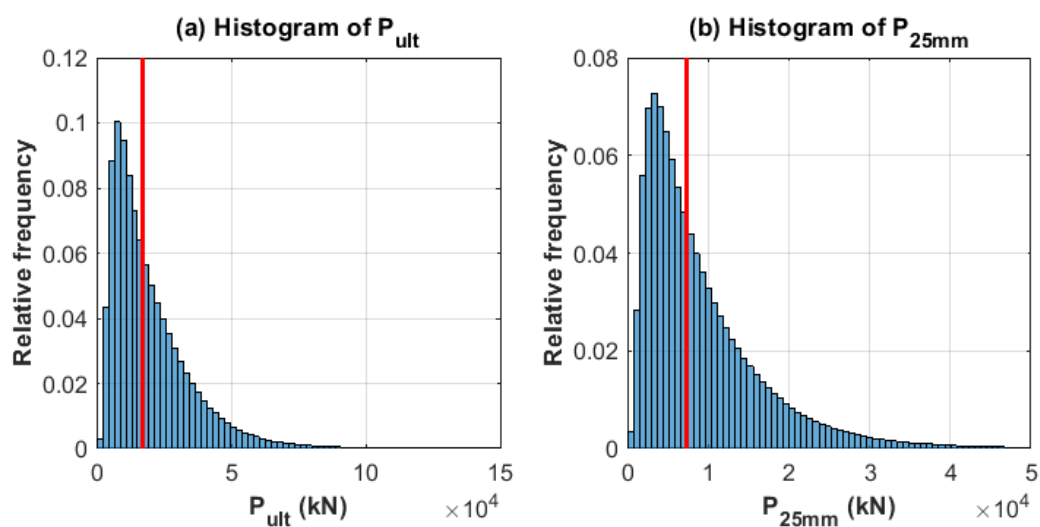 (a) Histogram of P_ult
0.12
0.1
0.08
0.06
0.04
0.02
0
Relative frequency
0 5 10 15
×10^4
P_ult (kN)
(b) Histogram of P_25mm
0.08
0.06
0.04
0.02
0
Relative frequency
0 1 2 3 4 5
×10^4
P_25mm (kN)